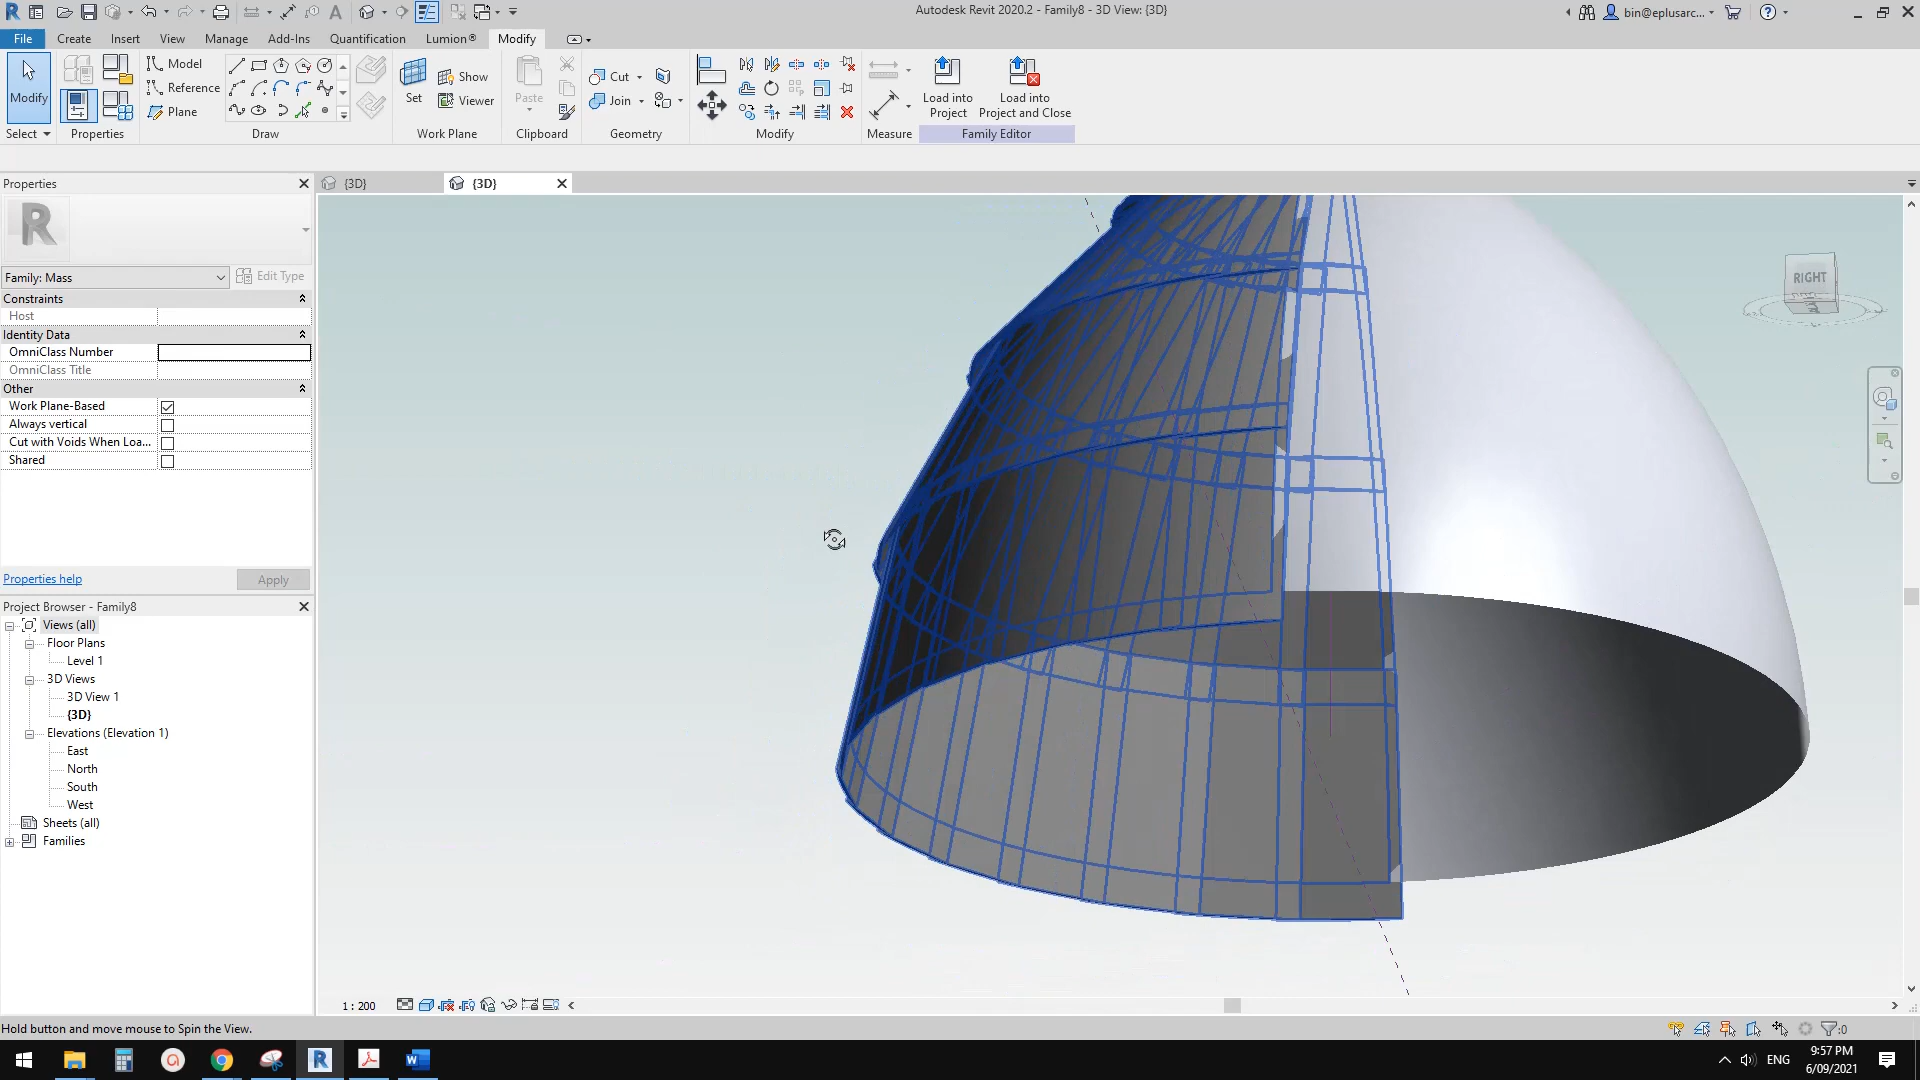 Autodesk Revit 2020.2 - Family8 - 3D View: {3D}
bin@eplusarc...
File Create Insert View Manage Add-Ins Quantification Lumion® Modify
Modify
Model
Reference
Plane
Set
Show
Viewer
Paste
Cut
Join
Load into
Project
Load into
Project and Close
Select Properties Draw Work Plane Clipboard Geometry Modify Measure Family Editor
Properties
{3D}
{3D}
R
Family: Mass
Edit Type
Constraints
Host
Identity Data
OmniClass Number
OmniClass Title
Other
Work Plane-Based
Always vertical
Cut with Voids When Loa...
Shared
Properties help
Apply
Project Browser - Family8
Views (all)
Floor Plans
Level 1
3D Views
3D View 1
{3D}
Elevations (Elevation 1)
East
North
South
West
Sheets (all)
Families
RIGHT
1 : 200
Hold button and move mouse to Spin the View.
:0
ENG
9:57 PM
6/09/2021